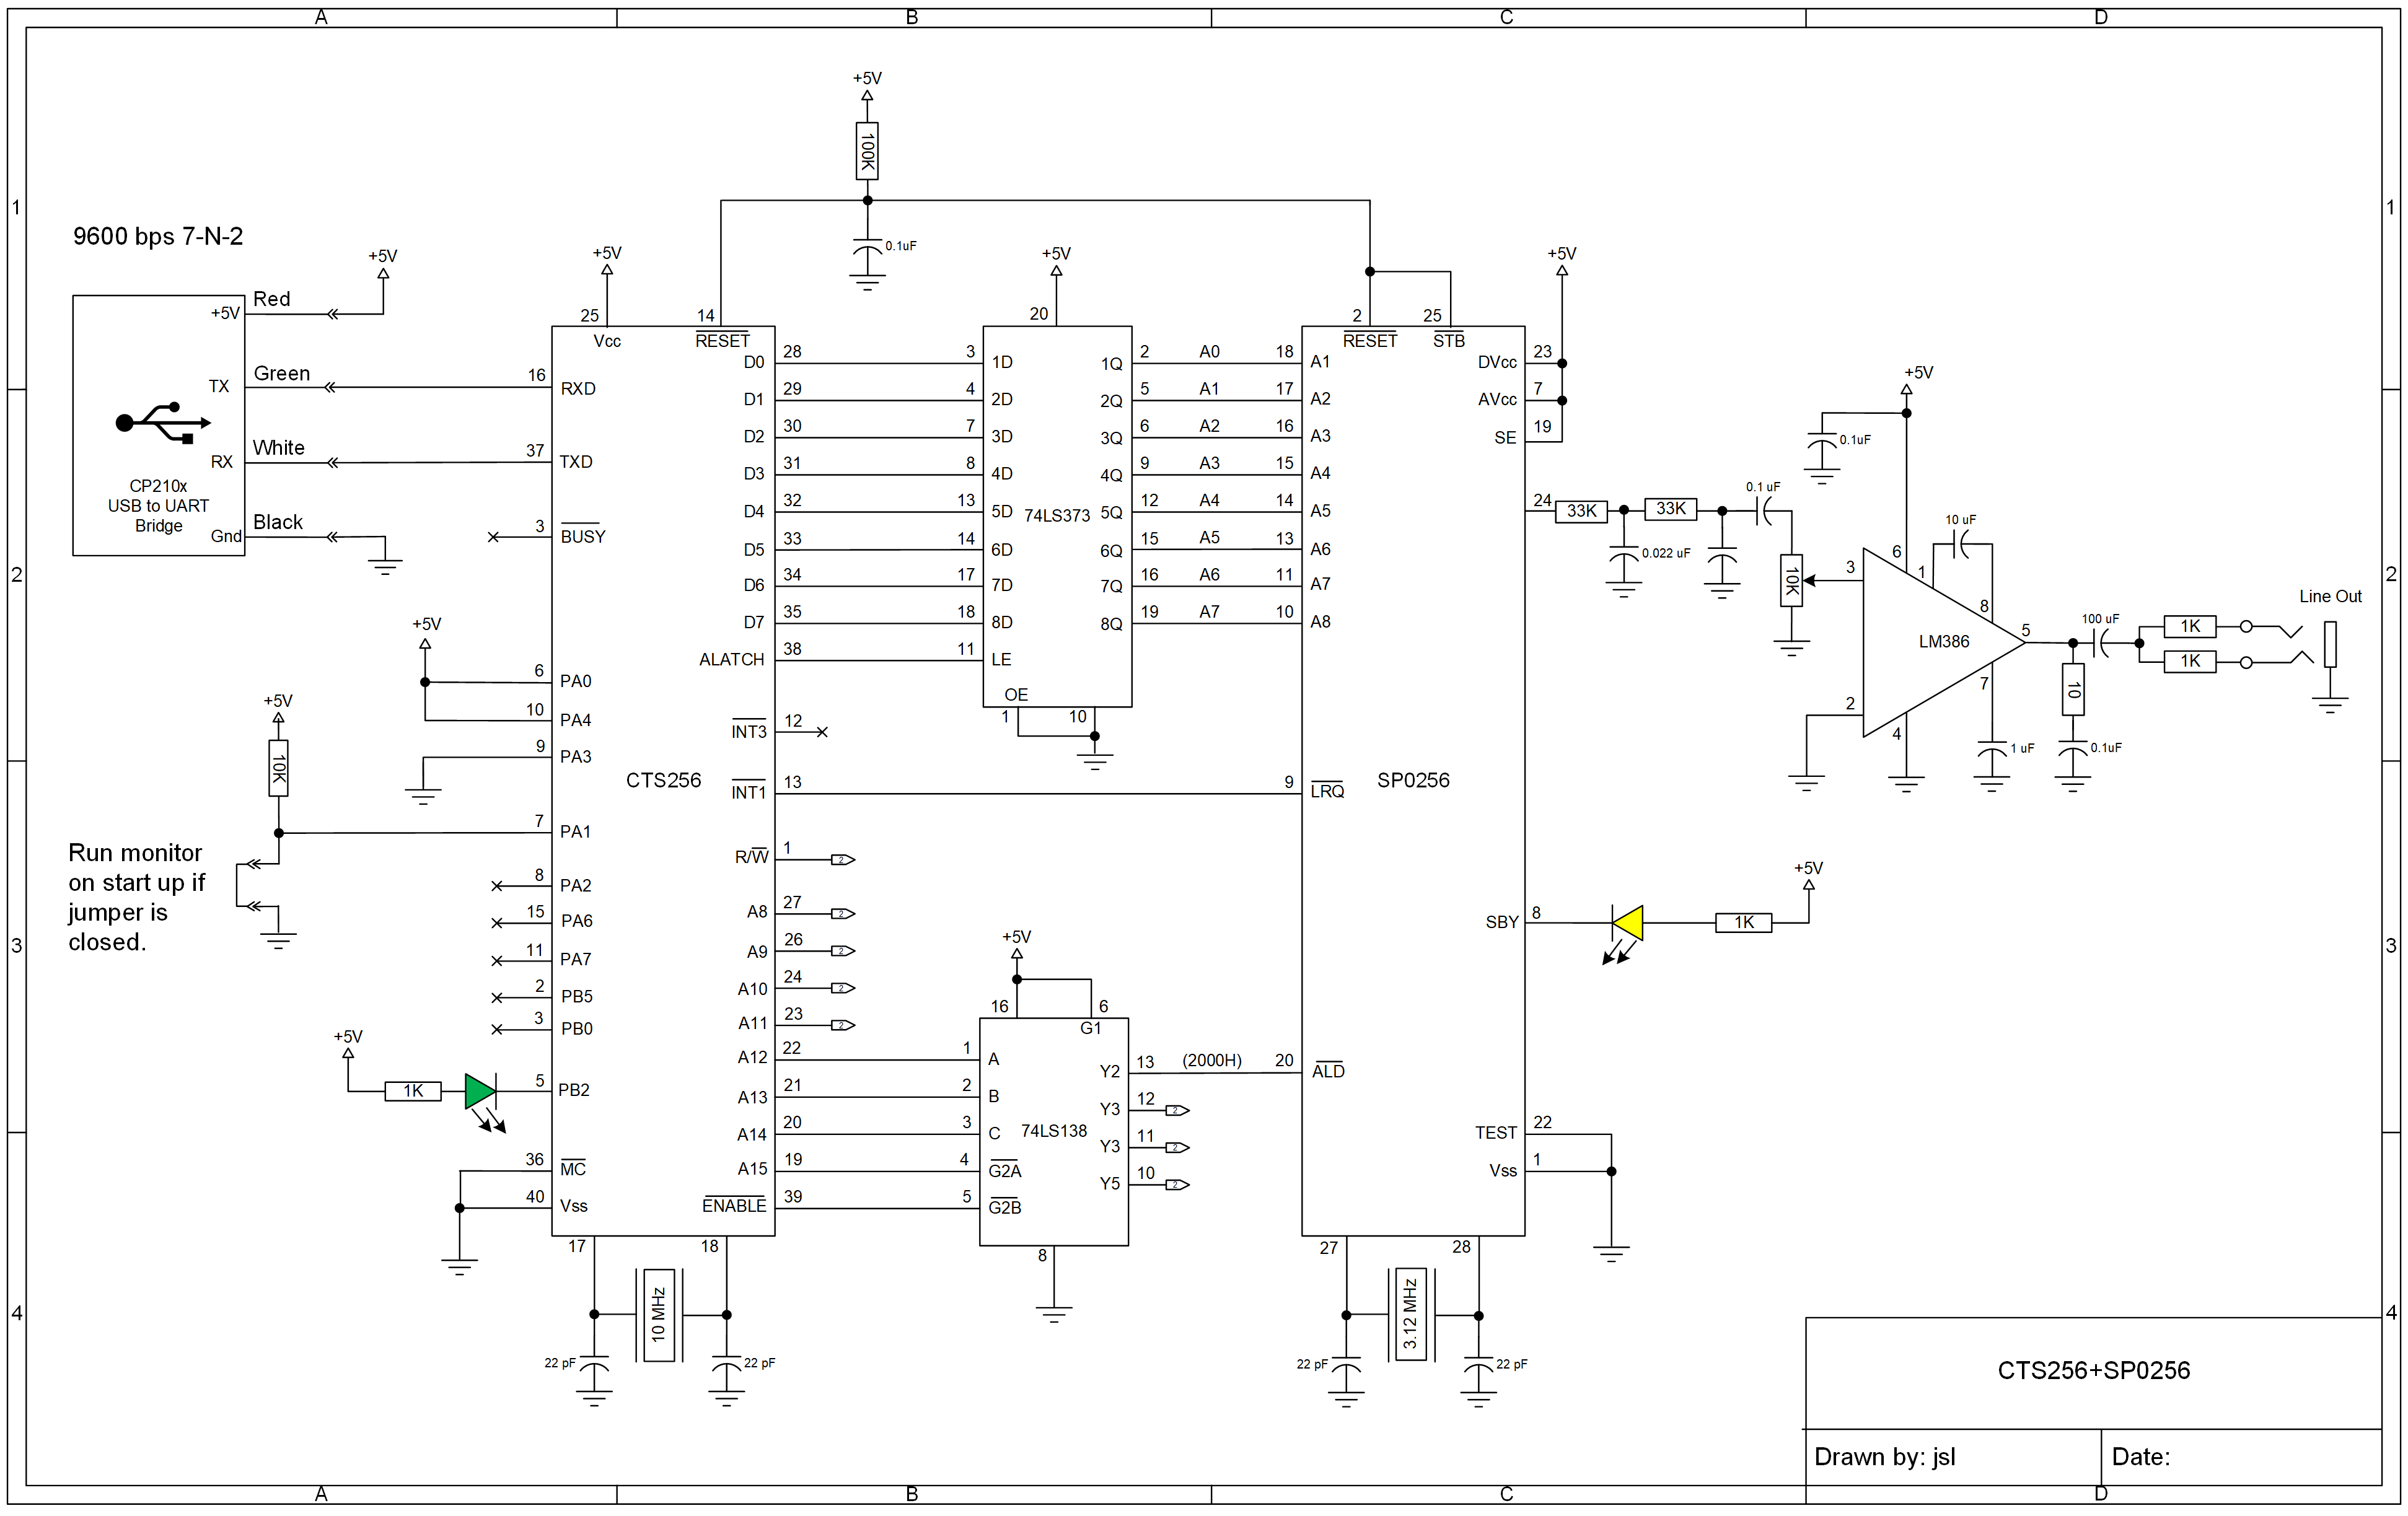 A
B
C
D
1
2
3
4
1
2
3
4
A
B
C
D
9600 bps 7-N-2
+5V
Red
TX
Green
RX
White
CP210x
USB to UART
Bridge
Gnd
Black
+5V
+5V
100K
0.1uF
+5V
25
Vcc
14
RESET
16
RXD
37
TXD
3
BUSY
+5V
6
PA0
10
PA4
9
PA3
+5V
10K
7
PA1
Run monitor
on start up if
jumper is
closed.
8
PA2
15
PA6
11
PA7
2
PB5
3
PB0
+5V
1K
5
PB2
36
MC
40
Vss
17
18
10 MHz
22 pF
22 pF
CTS256
D0
28
D1
29
D2
30
D3
31
D4
32
D5
33
D6
34
D7
35
ALATCH
38
INT3
12
INT1
13
R/W
1
2
A8
27
2
A9
26
2
A10
24
2
A11
23
2
A12
22
A13
21
A14
20
A15
19
ENABLE
39
+5V
20
3
1D
4
2D
7
3D
8
4D
13
5D
14
6D
17
7D
18
8D
11
LE
OE
1
10
74LS373
1Q
2
A0
2Q
5
A1
3Q
6
A2
4Q
9
A3
5Q
12
A4
6Q
15
A5
7Q
16
A6
8Q
19
A7
+5V
16
6
G1
1
A
2
B
3
C
4
G2A
5
G2B
8
74LS138
Y2
13
(2000H)
Y3
12
2
Y3
11
2
Y5
10
2
2
RESET
25
STB
18
A1
17
A2
16
A3
15
A4
14
A5
13
A6
11
A7
10
A8
9
LRQ
20
ALD
SP0256
27
28
3.12 MHz
22 pF
22 pF
+5V
DVcc
23
AVcc
7
SE
19
24
33K
0.022 uF
33K
0.1 uF
10K
SBY
8
1K
+5V
TEST
22
Vss
1
+5V
0.1uF
10 uF
3
6
1
8
2
4
7
5
LM386
1 uF
10
0.1uF
100 uF
1K
1K
Line Out
CTS256+SP0256
Drawn by: jsl
Date: